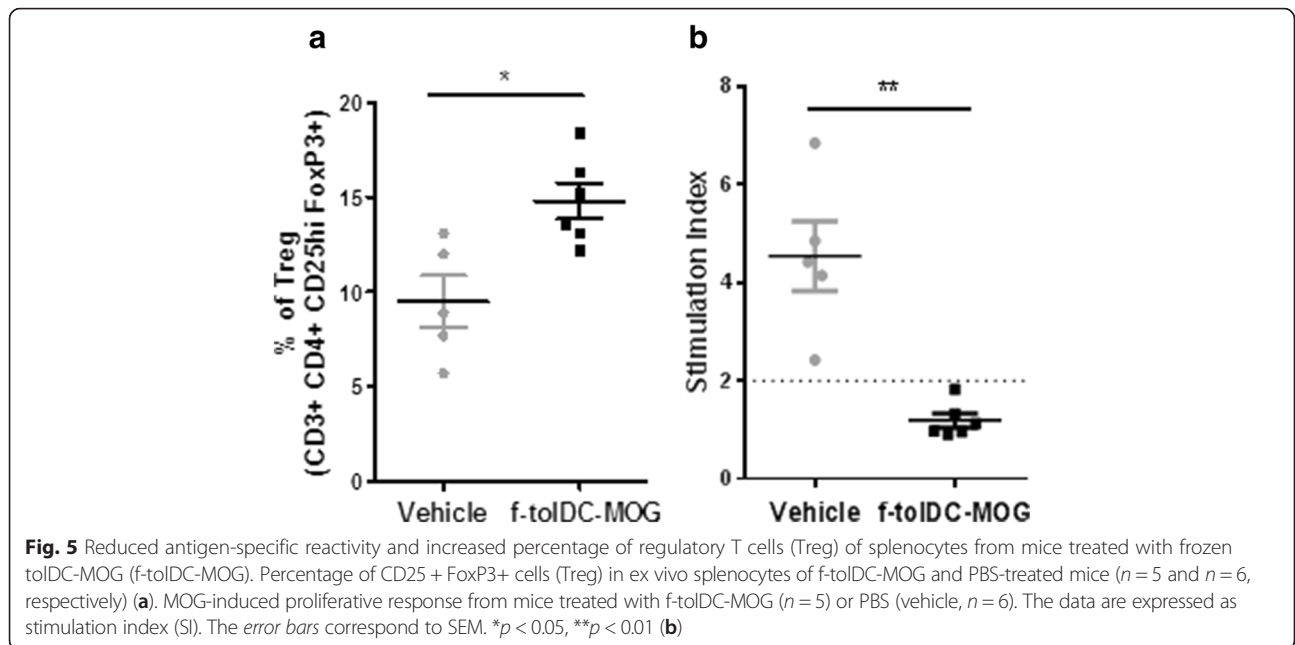 a
*
20
15
10
5
0
% of Treg
(CD3+ CD4+ CD25hi FoxP3+)
Vehicle f-tolDC-MOG
b
**
8
6
4
2
0
Stimulation Index
Vehicle f-tolDC-MOG
Fig. 5 Reduced antigen-specific reactivity and increased percentage of regulatory T cells (Treg) of splenocytes from mice treated with frozen
tolDC-MOG (f-tolDC-MOG). Percentage of CD25 + FoxP3+ cells (Treg) in ex vivo splenocytes of f-tolDC-MOG and PBS-treated mice (n = 5 and n = 6,
respectively) (a). MOG-induced proliferative response from mice treated with f-tolDC-MOG (n = 5) or PBS (vehicle, n = 6). The data are expressed as
stimulation index (SI). The error bars correspond to SEM. *p < 0.05, **p < 0.01 (b)